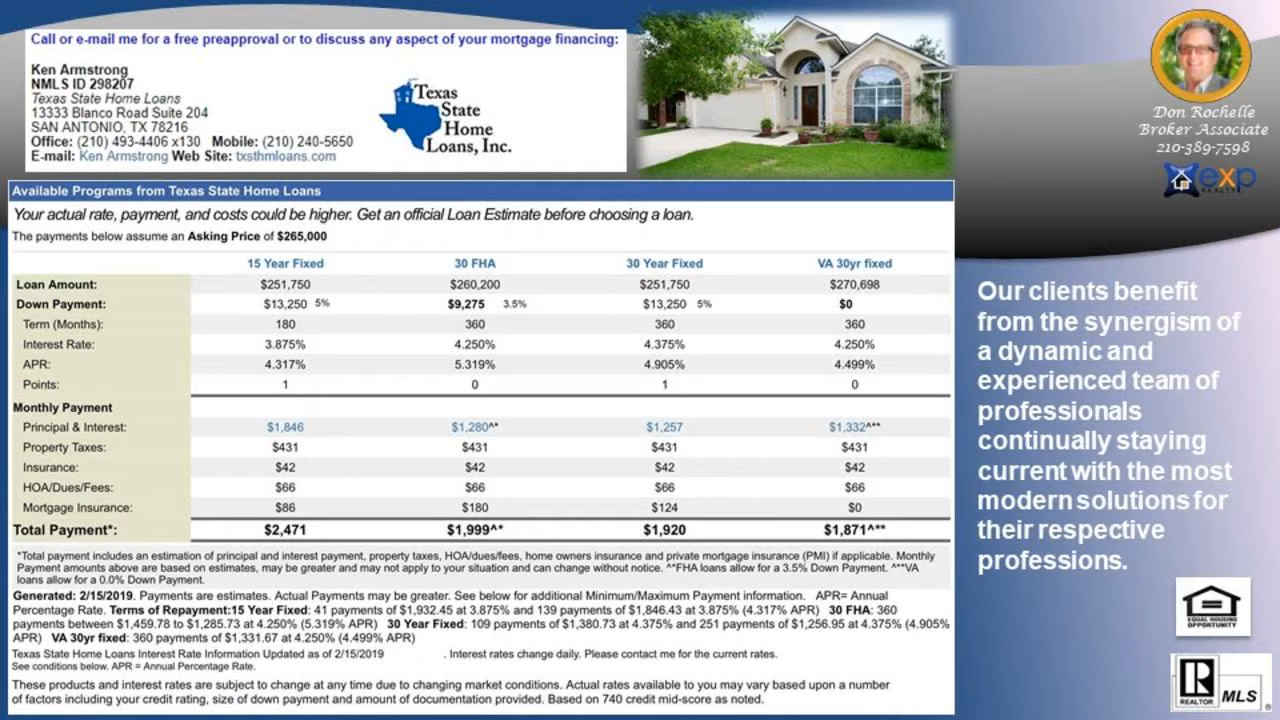 Call or e-mail me for a free preapproval or to discuss any aspect of your mortgage financing:
Ken Armstrong
NMLS ID 298207
Texas State Home Loans
13333 Blanco Road Suite 204
SAN ANTONIO, TX 78216
Office: (210) 493-4406 x130 Mobile: (210) 240-5650
E-mail: Ken Armstrong Web Site: txsthmloans.com
Texas
State
Home
Loans, Inc.
Don Rochelle
Broker Associate
210-389-7598
exp
REALTY
Available Programs from Texas State Home Loans
Your actual rate, payment, and costs could be higher. Get an official Loan Estimate before choosing a loan.
The payments below assume an Asking Price of $265,000
15 Year Fixed 30 FHA 30 Year Fixed VA 30yr fixed
Loan Amount: $251,750 $260,200 $251,750 $270,698
Down Payment: $13,250 5% $9,275 3.5% $13,250 5% $0
Term (Months): 180 360 360 360
Interest Rate: 3.875% 4.250% 4.375% 4.250%
APR: 4.317% 5.319% 4.905% 4.499%
Points: 1 0 1 0
Monthly Payment
Principal & Interest: $1,846 $1,280^* $1,257 $1,332^**
Property Taxes: $431 $431 $431 $431
Insurance: $42 $42 $42 $42
HOA/Dues/Fees: $66 $66 $66 $66
Mortgage Insurance: $86 $180 $124 $0
Total Payment*: $2,471 $1,999^* $1,920 $1,871^**
*Total payment includes an estimation of principal and interest payment, property taxes, HOA/dues/fees, home owners insurance and private mortgage insurance (PMI) if applicable. Monthly
Payment amounts above are based on estimates, may be greater and may not apply to your situation and can change without notice. ^*FHA loans allow for a 3.5% Down Payment. ^**VA
loans allow for a 0.0% Down Payment.
Generated: 2/15/2019. Payments are estimates. Actual Payments may be greater. See below for additional Minimum/Maximum Payment information. APR= Annual
Percentage Rate. Terms of Repayment:15 Year Fixed: 41 payments of $1,932.45 at 3.875% and 139 payments of $1,846.43 at 3.875% (4.317% APR) 30 FHA: 360
payments between $1,459.78 to $1,285.73 at 4.250% (5.319% APR) 30 Year Fixed: 109 payments of $1,380.73 at 4.375% and 251 payments of $1,256.95 at 4.375% (4.905%
APR) VA 30yr fixed: 360 payments of $1,331.67 at 4.250% (4.499% APR)
Texas State Home Loans Interest Rate Information Updated as of 2/15/2019 . Interest rates change daily. Please contact me for the current rates.
See conditions below. APR = Annual Percentage Rate.
These products and interest rates are subject to change at any time due to changing market conditions. Actual rates available to you may vary based upon a number
of factors including your credit rating, size of down payment and amount of documentation provided. Based on 740 credit mid-score as noted.
Our clients benefit
from the synergism of
a dynamic and
experienced team of
professionals
continually staying
current with the most
modern solutions for
their respective
professions.
EQUAL HOUSING
OPPORTUNITY
R
REALTOR
MLS
®